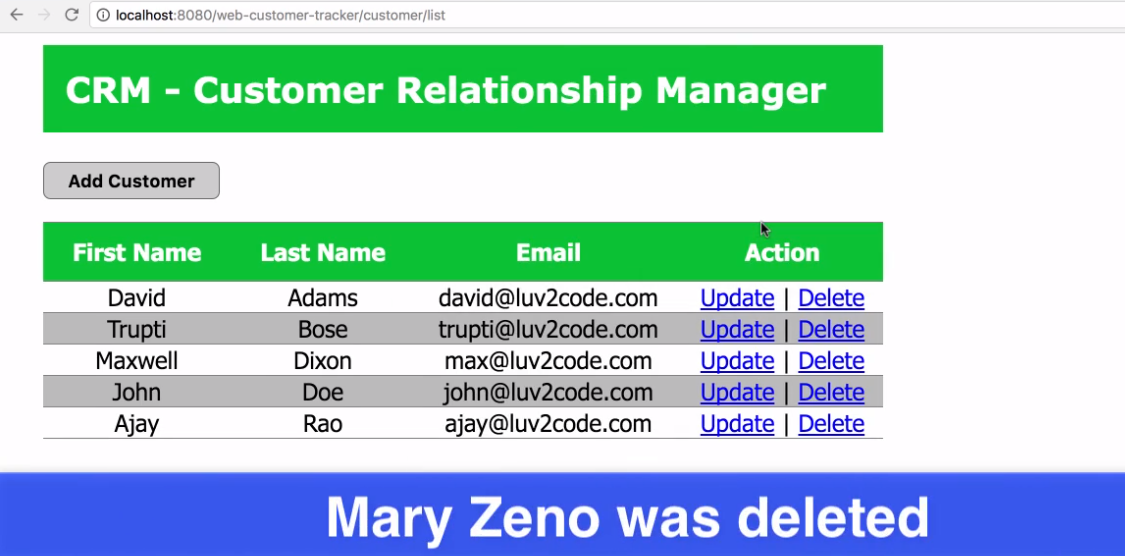 localhost:8080/web-customer-tracker/customer/list
CRM - Customer Relationship Manager
Add Customer
First Name Last Name Email Action
David Adams david@luv2code.com Update | Delete
Trupti Bose trupti@luv2code.com Update | Delete
Maxwell Dixon max@luv2code.com Update | Delete
John Doe john@luv2code.com Update | Delete
Ajay Rao ajay@luv2code.com Update | Delete
Mary Zeno was deleted